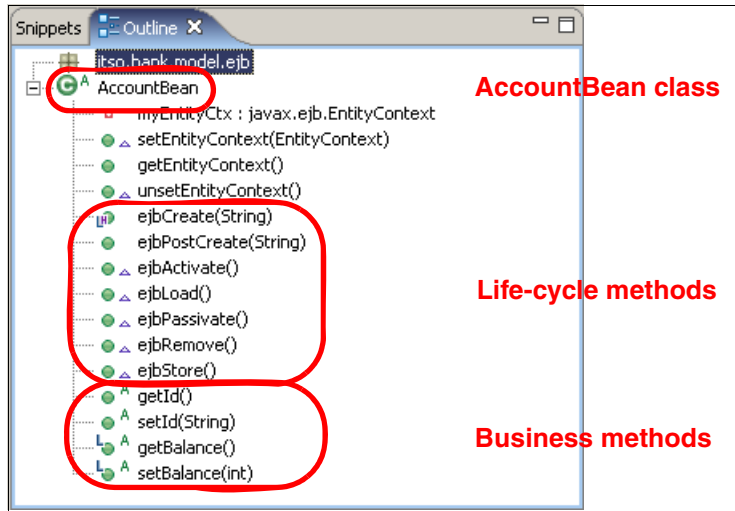 Snippets Outline
itso.bank.model.ejb
AccountBean
AccountBean class
myEntityCtx : javax.ejb.EntityContext
setEntityContext(EntityContext)
getEntityContext()
unsetEntityContext()
ejbCreate(String)
ejbPostCreate(String)
ejbActivate()
ejbLoad()
Life-cycle methods
ejbPassivate()
ejbRemove()
ejbStore()
getId()
setId(String)
getBalance()
Business methods
setBalance(int)